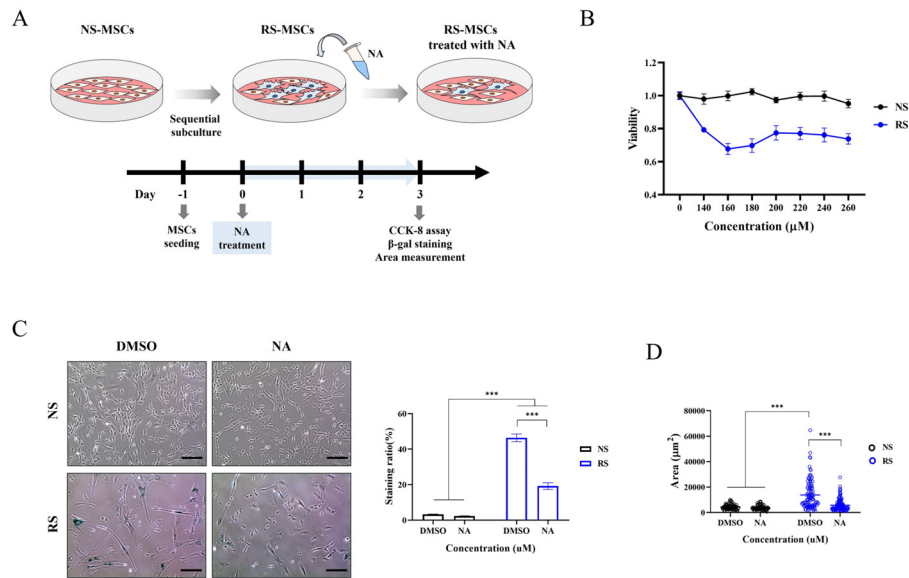 A
NS-MSCs
RS-MSCs
RS-MSCs
treated with NA
NA
Sequential
subculture
Day
-1
0
1
2
3
MSCs
seeding
NA
treatment
CCK-8 assay
β-gal staining
Area measurement
B
Viability
1.2
1.0
0.8
0.6
0.4
0 140 160 180 200 220 240 260
Concentration (μM)
NS
RS
C
DMSO
NA
NS
RS
Staining ratio(%)
60
40
20
0
***
***
DMSO NA DMSO NA
Concentration (uM)
NS
RS
D
Area (μm²)
80000
60000
40000
20000
0
***
***
DMSO NA DMSO NA
Concentration (uM)
NS
RS